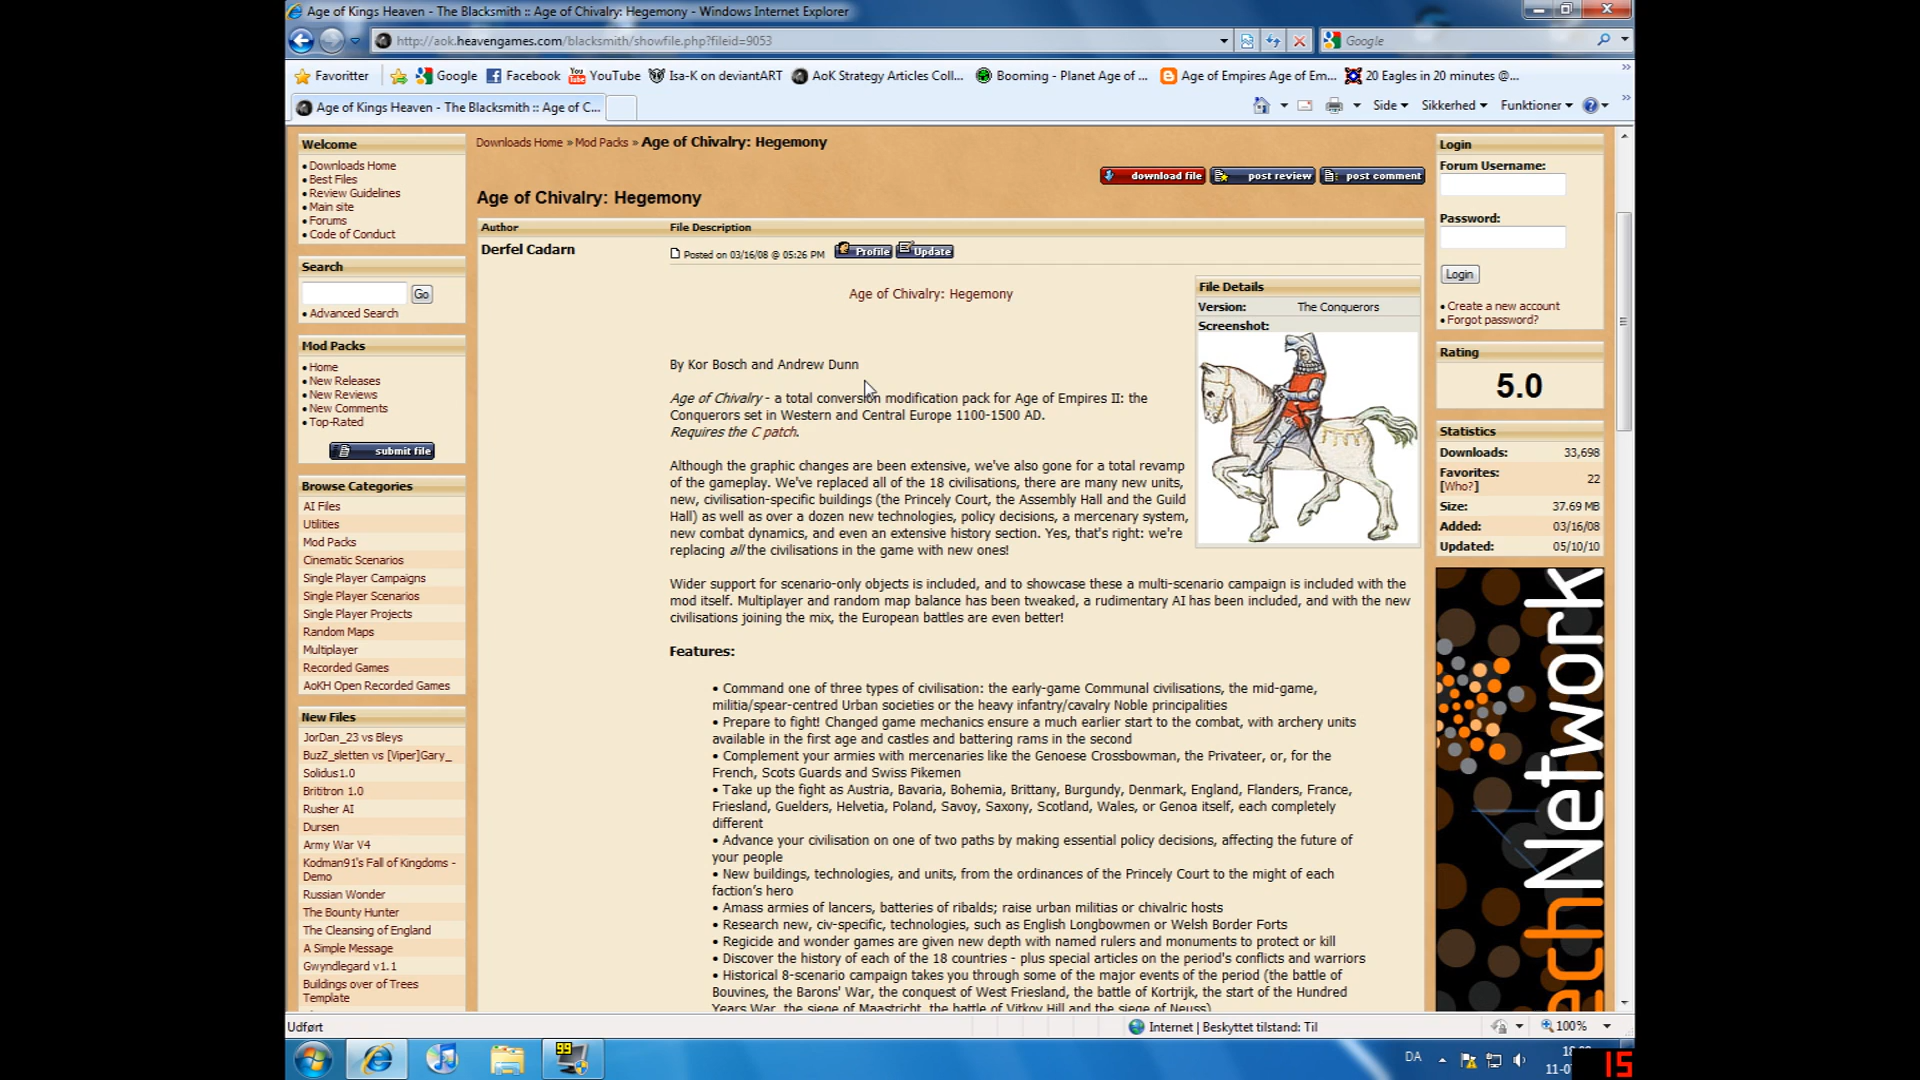 Age of Kings Heaven - The Blacksmith :: Age of Chivalry: Hegemony - Windows Internet Explorer
http://aok.heavengames.com/blacksmith/showfile.php?fileid=9053
Google
Favoritter
Google
Facebook
YouTube
Isa-K on deviantART
AoK Strategy Articles Coll...
Booming - Planet Age of ...
Age of Empires Age of Em...
20 Eagles in 20 minutes @...
Age of Kings Heaven - The Blacksmith :: Age of C...
Side
Sikkerhed
Funktioner
Welcome
• Downloads Home
• Best Files
• Review Guidelines
• Main site
• Forums
• Code of Conduct
Search
Go
• Advanced Search
Mod Packs
• Home
• New Releases
• New Reviews
• New Comments
• Top-Rated
submit file
Browse Categories
AI Files
Utilities
Mod Packs
Cinematic Scenarios
Single Player Campaigns
Single Player Scenarios
Single Player Projects
Random Maps
Multiplayer
Recorded Games
AoKH Open Recorded Games
New Files
JorDan_23 vs Bleys
BuzZ_sletten vs [Viper]Gary_
Solidus1.0
Brititron 1.0
Rusher AI
Dursen
Army War V4
Kodman91's Fall of Kingdoms -
Demo
Russian Wonder
The Bounty Hunter
The Cleansing of England
A Simple Message
Gwyndlegard v1.1
Buildings over of Trees
Template
Downloads Home » Mod Packs » Age of Chivalry: Hegemony
download file
post review
post comment
Age of Chivalry: Hegemony
Author
File Description
Derfel Cadarn
Posted on 03/16/08 @ 05:26 PM
Profile
Update
Age of Chivalry: Hegemony
By Kor Bosch and Andrew Dunn
Age of Chivalry - a total conversion modification pack for Age of Empires II: the
Conquerors set in Western and Central Europe 1100-1500 AD.
Requires the C patch.
Although the graphic changes are been extensive, we've also gone for a total revamp
of the gameplay. We've replaced all of the 18 civilisations, there are many new units,
new, civilisation-specific buildings (the Princely Court, the Assembly Hall and the Guild
Hall) as well as over a dozen new technologies, policy decisions, a mercenary system,
new combat dynamics, and even an extensive history section. Yes, that's right: we're
replacing all the civilisations in the game with new ones!
Wider support for scenario-only objects is included, and to showcase these a multi-scenario campaign is included with the
mod itself. Multiplayer and random map balance has been tweaked, a rudimentary AI has been included, and with the new
civilisations joining the mix, the European battles are even better!
Features:
• Command one of three types of civilisation: the early-game Communal civilisations, the mid-game,
militia/spear-centred Urban societies or the heavy infantry/cavalry Noble principalities
• Prepare to fight! Changed game mechanics ensure a much earlier start to the combat, with archery units
available in the first age and castles and battering rams in the second
• Complement your armies with mercenaries like the Genoese Crossbowman, the Privateer, or, for the
French, Scots Guards and Swiss Pikemen
• Take up the fight as Austria, Bavaria, Bohemia, Brittany, Burgundy, Denmark, England, Flanders, France,
Friesland, Guelders, Helvetia, Poland, Savoy, Saxony, Scotland, Wales, or Genoa itself, each completely
different
• Advance your civilisation on one of two paths by making essential policy decisions, affecting the future of
your people
• New buildings, technologies, and units, from the ordinances of the Princely Court to the might of each
faction's hero
• Amass armies of lancers, batteries of ribalds; raise urban militias or chivalric hosts
• Research new, civ-specific, technologies, such as English Longbowmen or Welsh Border Forts
• Regicide and wonder games are given new depth with named rulers and monuments to protect or kill
• Discover the history of each of the 18 countries - plus special articles on the period's conflicts and warriors
• Historical 8-scenario campaign takes you through some of the major events of the period (the battle of
Bouvines, the Barons' War, the conquest of West Friesland, the battle of Kortrijk, the start of the Hundred
Years War, the siege of Maastricht, the battle of Vitkov Hill and the siege of Neuss)
File Details
Version: The Conquerors
Screenshot:
Login
Forum Username:
Password:
Login
• Create a new account
• Forgot password?
Rating
5.0
Statistics
Downloads: 33,698
Favorites: 22
[Who?]
Size: 37.69 MB
Added: 03/16/08
Updated: 05/10/10
echNetwork
Udført
Internet | Beskyttet tilstand: Til
100%
99
DA
15